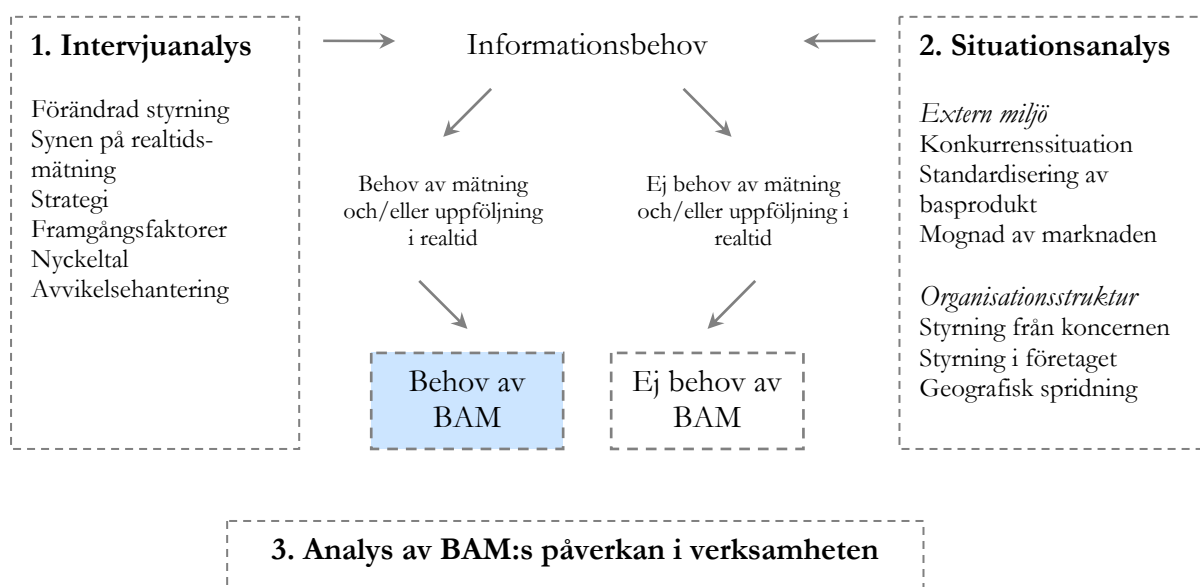 1. Intervjuanalys
Förändrad styrning
Synen på realtids-
mätning
Strategi
Framgångsfaktorer
Nyckeltal
Avvikelsehantering
Informationsbehov
Behov av mätning
och/eller uppföljning
i realtid
Ej behov av mätning
och/eller uppföljning i
realtid
Behov av
BAM
Ej behov av
BAM
2. Situationsanalys
Extern miljö
Konkurrenssituation
Standardisering av
basprodukt
Mognad av marknaden
Organisationsstruktur
Styrning från koncernen
Styrning i företaget
Geografisk spridning
3. Analys av BAM:s påverkan i verksamheten